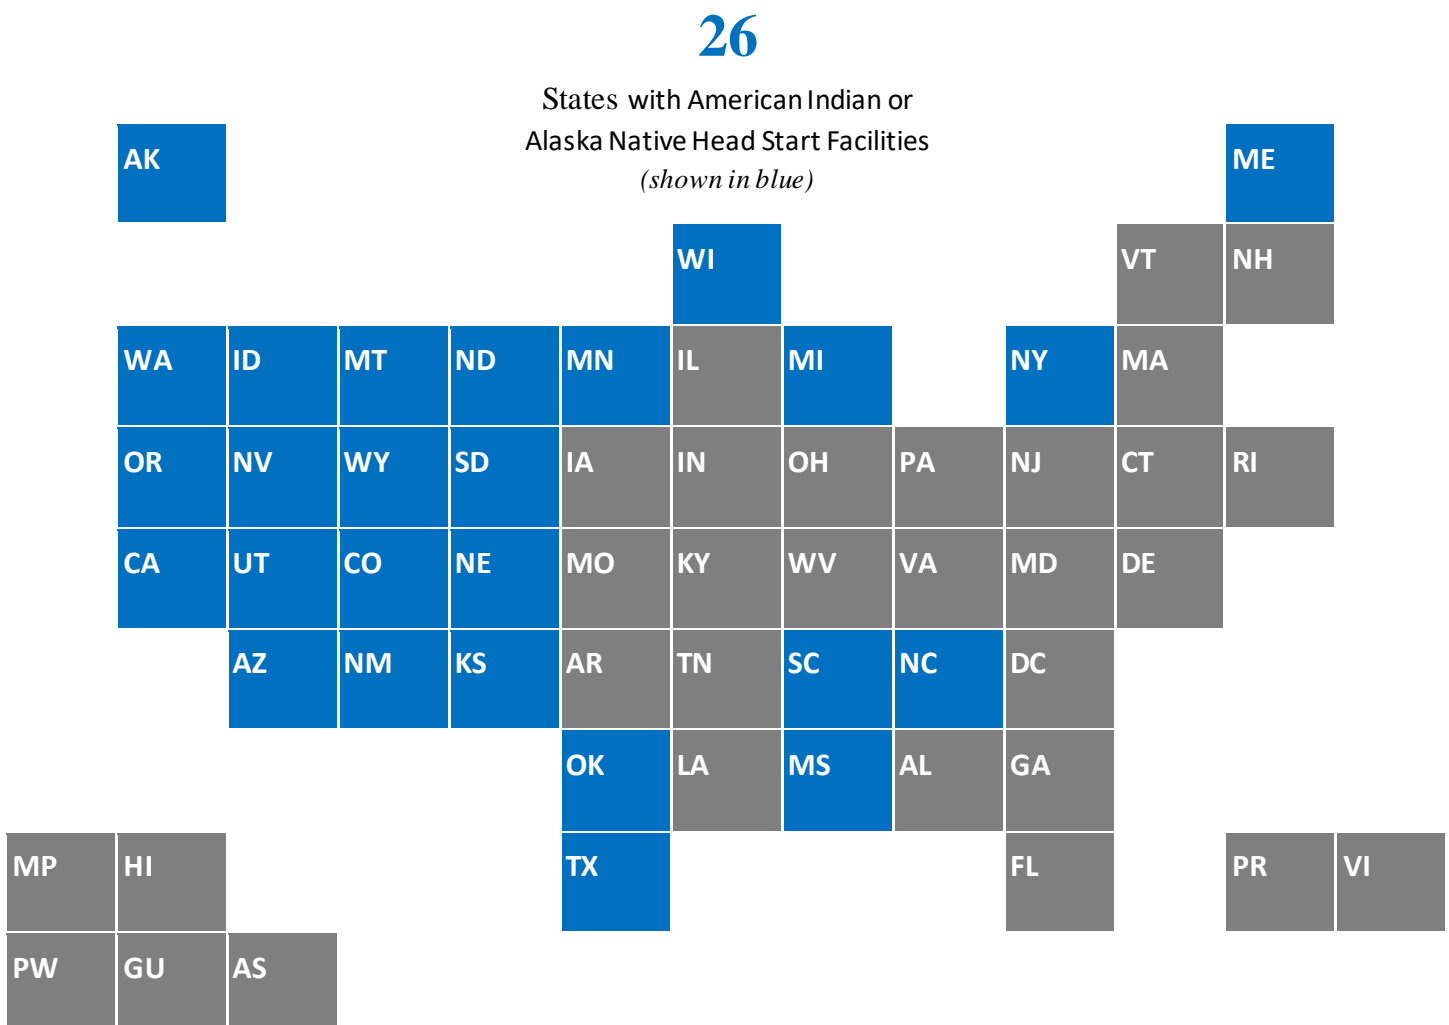 26
States with American Indian or
Alaska Native Head Start Facilities
(shown in blue)
AK ME
WI VT NH
WA ID MT ND MN IL MI NY MA
OR NV WY SD IA IN OH PA NJ CT RI
CA UT CO NE MO KY WV VA MD DE
AZ NM KS AR TN SC NC DC
OK LA MS AL GA
MP HI TX FL PR VI
PW GU AS